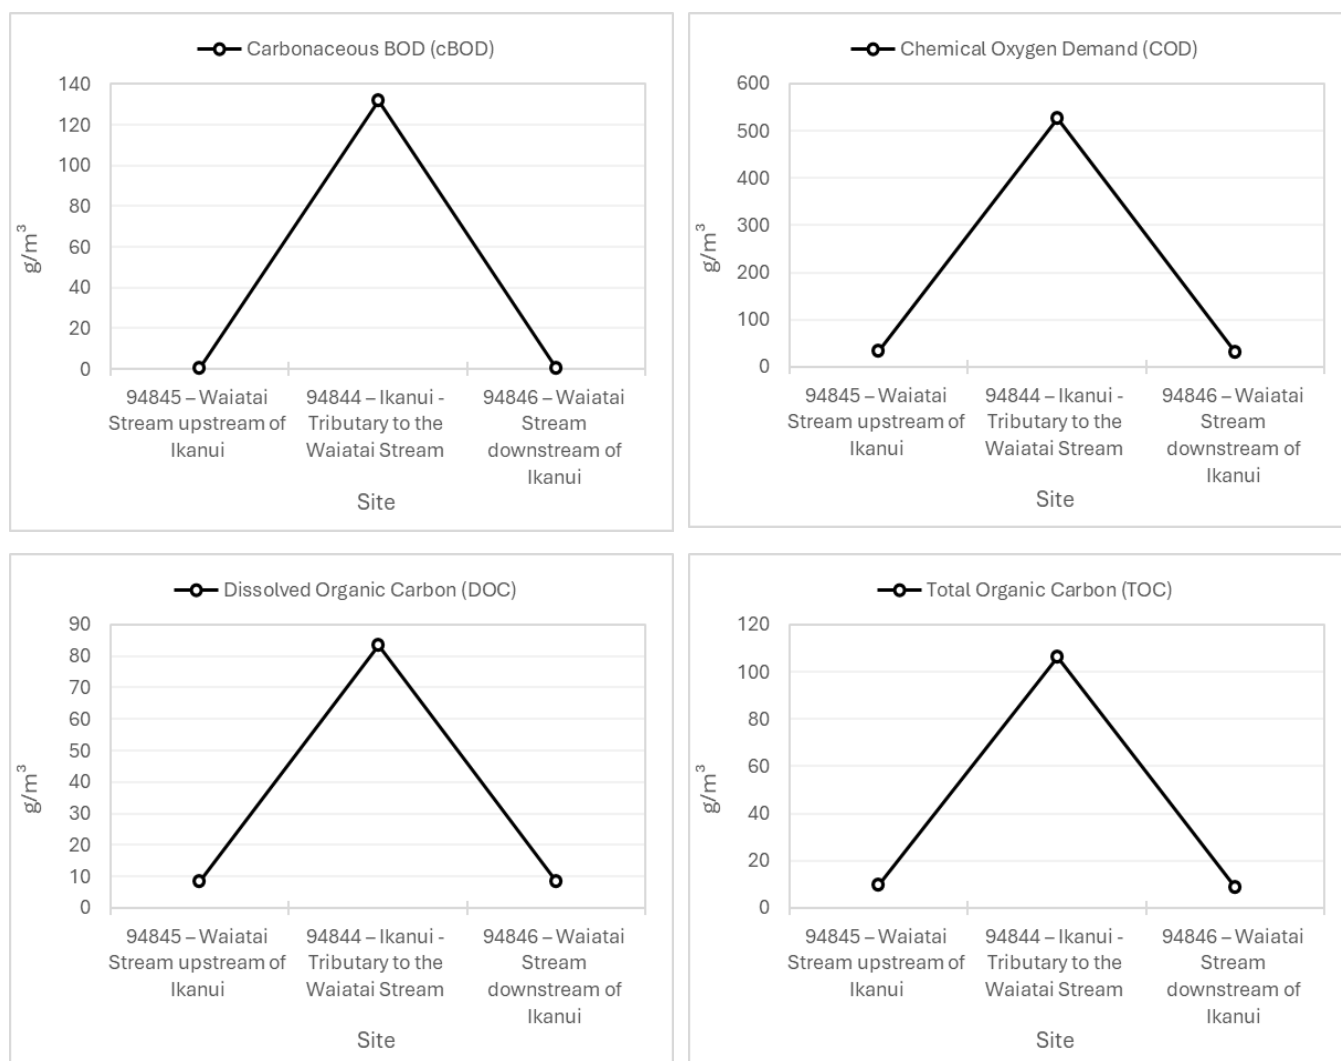 Carbonaceous BOD (cBOD)
140
120
100
80
60
40
20
0
g/m³
94845 – Waiatai
Stream upstream of
Ikanui
94844 – Ikanui -
Tributary to the
Waiatai Stream
94846 – Waiatai
Stream
downstream of
Ikanui
Site
Chemical Oxygen Demand (COD)
600
500
400
300
200
100
0
g/m³
94845 – Waiatai
Stream upstream of
Ikanui
94844 – Ikanui -
Tributary to the
Waiatai Stream
94846 – Waiatai
Stream
downstream of
Ikanui
Site
Dissolved Organic Carbon (DOC)
90
80
70
60
50
40
30
20
10
0
g/m³
94845 – Waiatai
Stream upstream of
Ikanui
94844 – Ikanui -
Tributary to the
Waiatai Stream
94846 – Waiatai
Stream
downstream of
Ikanui
Site
Total Organic Carbon (TOC)
120
100
80
60
40
20
0
g/m³
94845 – Waiatai
Stream upstream of
Ikanui
94844 – Ikanui -
Tributary to the
Waiatai Stream
94846 – Waiatai
Stream
downstream of
Ikanui
Site